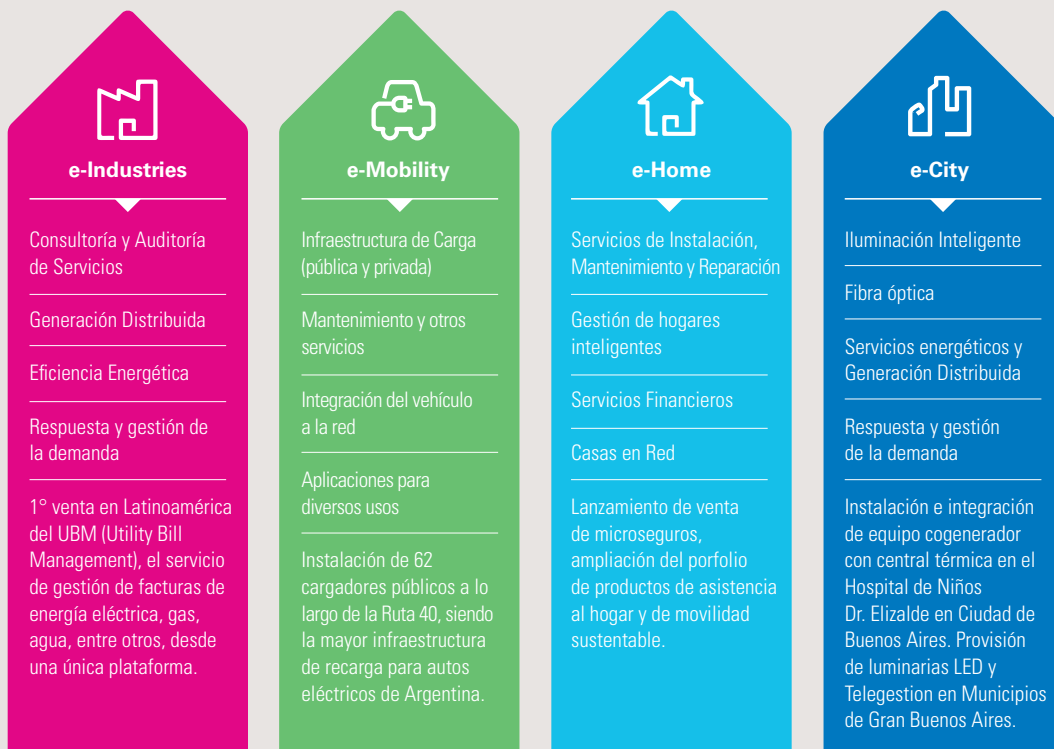 e-Industries
Consultoría y Auditoría
de Servicios
Generación Distribuida
Eficiencia Energética
Respuesta y gestión de
la demanda
1° venta en Latinoamérica
del UBM (Utility Bill
Management), el servicio
de gestión de facturas de
energía eléctrica, gas,
agua, entre otros, desde
una única plataforma.
e-Mobility
Infraestructura de Carga
(pública y privada)
Mantenimiento y otros
servicios
Integración del vehículo
a la red
Aplicaciones para
diversos usos
Instalación de 62
cargadores públicos a lo
largo de la Ruta 40, siendo
la mayor infraestructura
de recarga para autos
eléctricos de Argentina.
e-Home
Servicios de Instalación,
Mantenimiento y Reparación
Gestión de hogares
inteligentes
Servicios Financieros
Casas en Red
Lanzamiento de venta
de microseguros,
ampliación del porfolio
de productos de asistencia
al hogar y de movilidad
sustentable.
e-City
Iluminación Inteligente
Fibra óptica
Servicios energéticos y
Generación Distribuida
Respuesta y gestión
de la demanda
Instalación e integración
de equipo cogenerador
con central térmica en el
Hospital de Niños
Dr. Elizalde en Ciudad de
Buenos Aires. Provisión
de luminarias LED y
Telegestion en Municipios
de Gran Buenos Aires.